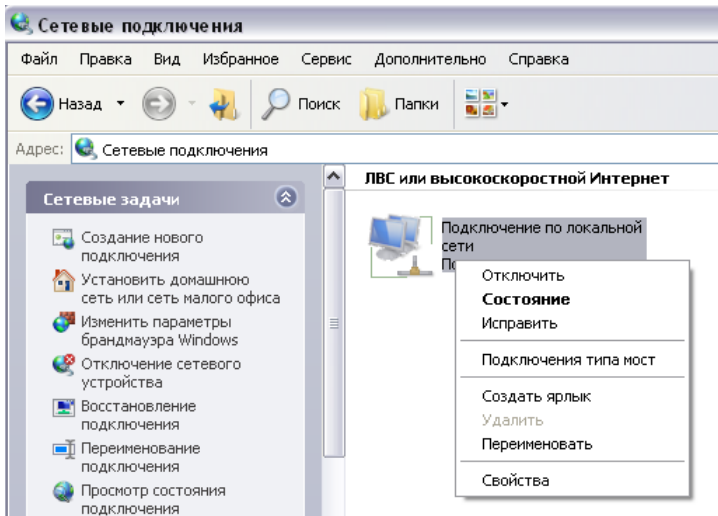 Сетевые подключения
Файл Правка Вид Избранное Сервис Дополнительно Справка
Назад Поиск Папки
Адрес: Сетевые подключения
Сетевые задачи
Создание нового
подключения
Установить домашнюю
сеть или сеть малого офиса
Изменить параметры
брандмауэра Windows
Отключение сетевого
устройства
Восстановление
подключения
Переименование
подключения
Просмотр состояния
подключения
ЛВС или высокоскоростной Интернет
Подключение по локальной
сети
Отключить
Состояние
Исправить
Подключения типа мост
Создать ярлык
Удалить
Переименовать
Свойства